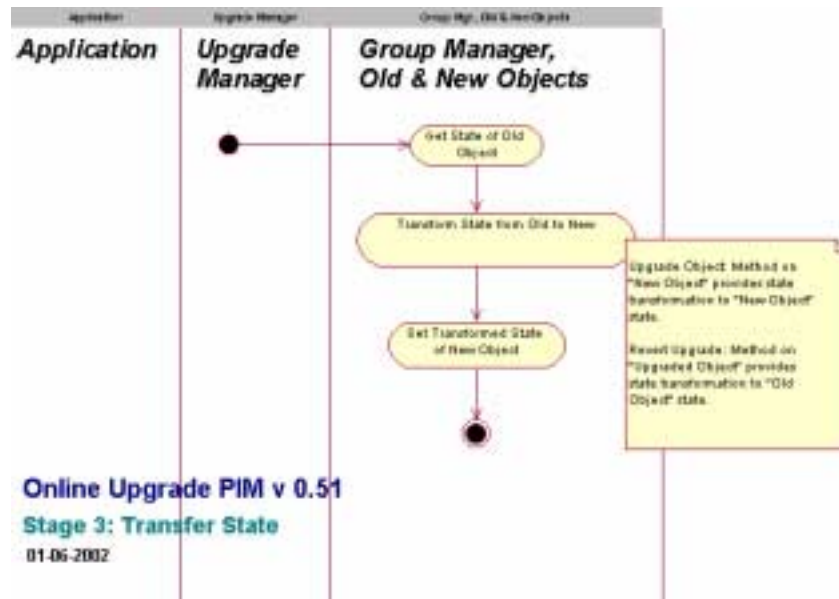 Application
Upgrade Manager
Group Mgr, Old & New Objects
Application
Upgrade
Manager
Group Manager,
Old & New Objects
Get State of Old
Object
Transform State from Old to New
Set Transformed State
of New Object
Upgrade Object: Method on
"New Object" provides state
transformation to "New Object"
state.
Revert Upgrade: Method on
"Upgraded Object" provides
state transformation to "Old
Object" state.
Online Upgrade PIM v 0.51
Stage 3: Transfer State
01-06-2002